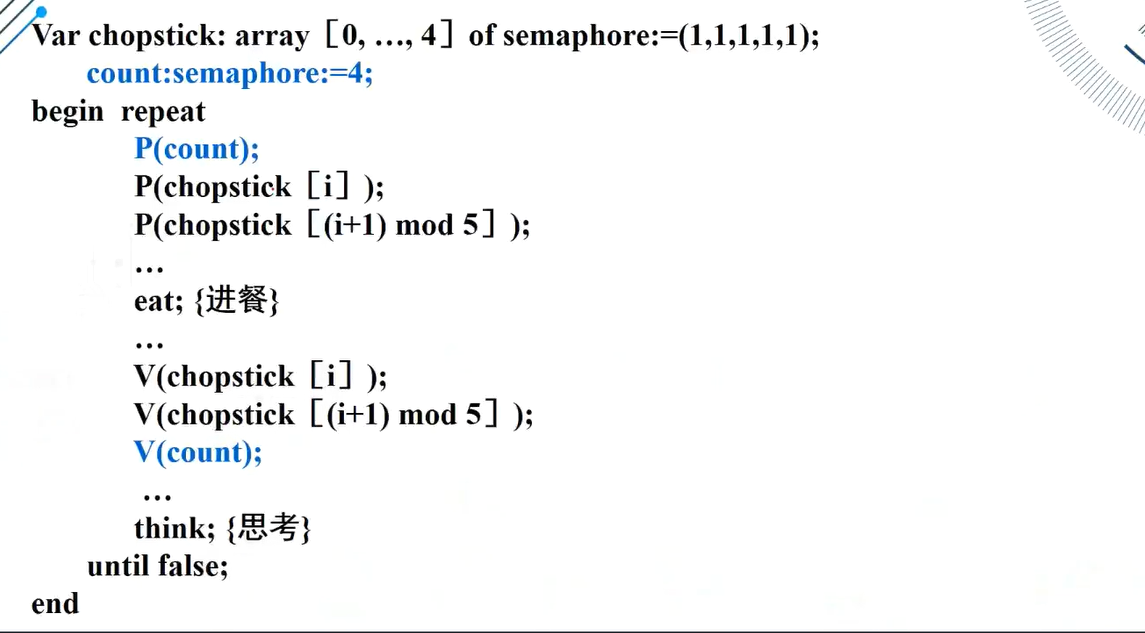 Var chopstick: array［0, …, 4］of semaphore:=(1,1,1,1,1);
count:semaphore:=4;
begin repeat
P(count);
P(chopstick［i］);
P(chopstick［(i+1) mod 5］);
…
eat; {进餐}
…
V(chopstick［i］);
V(chopstick［(i+1) mod 5］);
V(count);
…
think; {思考}
until false;
end